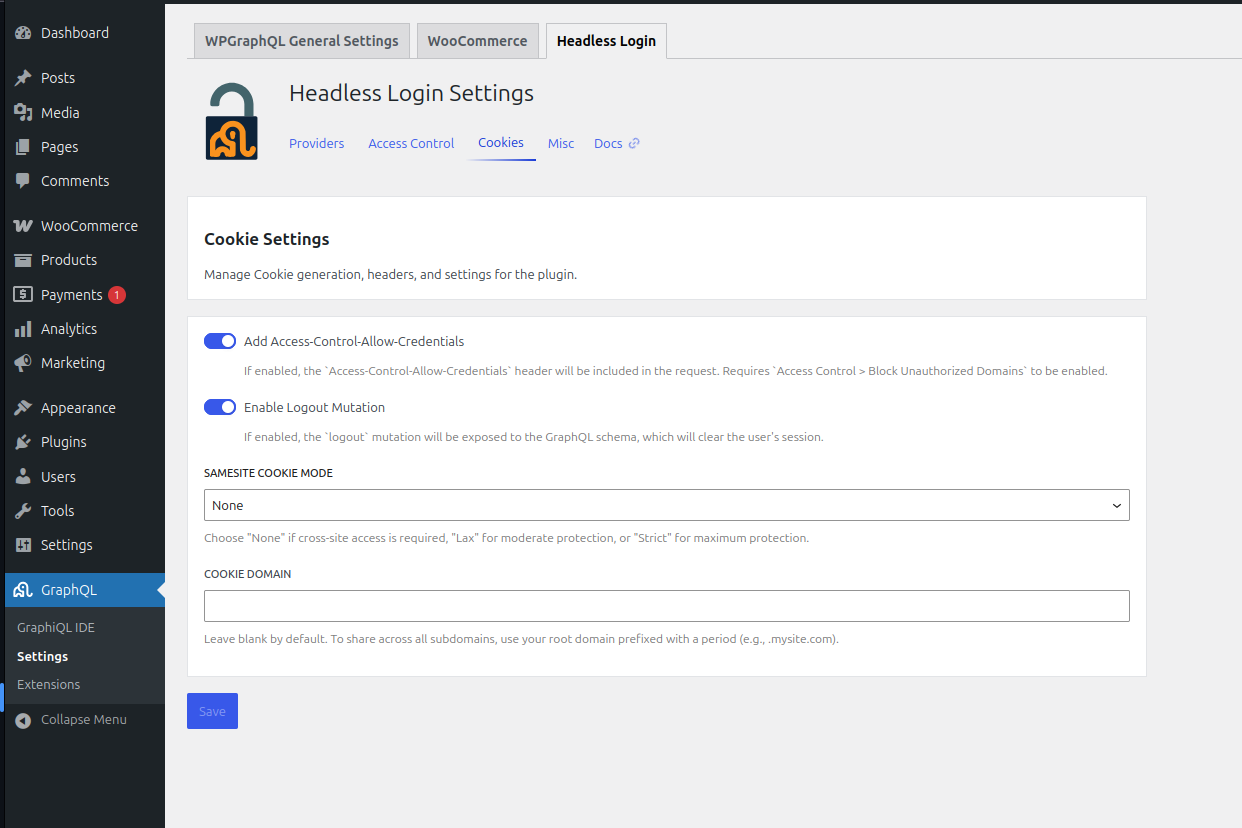 Dashboard
Posts
Media
Pages
Comments
WooCommerce
Products
Payments 1
Analytics
Marketing
Appearance
Plugins
Users
Tools
Settings
GraphQL
GraphiQL IDE
Settings
Extensions
Collapse Menu
WPGraphQL General Settings WooCommerce Headless Login
Headless Login Settings
Providers Access Control Cookies Misc Docs
Cookie Settings
Manage Cookie generation, headers, and settings for the plugin.
Add Access-Control-Allow-Credentials
If enabled, the `Access-Control-Allow-Credentials` header will be included in the request. Requires `Access Control > Block Unauthorized Domains` to be enabled.
Enable Logout Mutation
If enabled, the `logout` mutation will be exposed to the GraphQL schema, which will clear the user's session.
SAMESITE COOKIE MODE
None
Choose "None" if cross-site access is required, "Lax" for moderate protection, or "Strict" for maximum protection.
COOKIE DOMAIN
Leave blank by default. To share across all subdomains, use your root domain prefixed with a period (e.g., .mysite.com).
Save